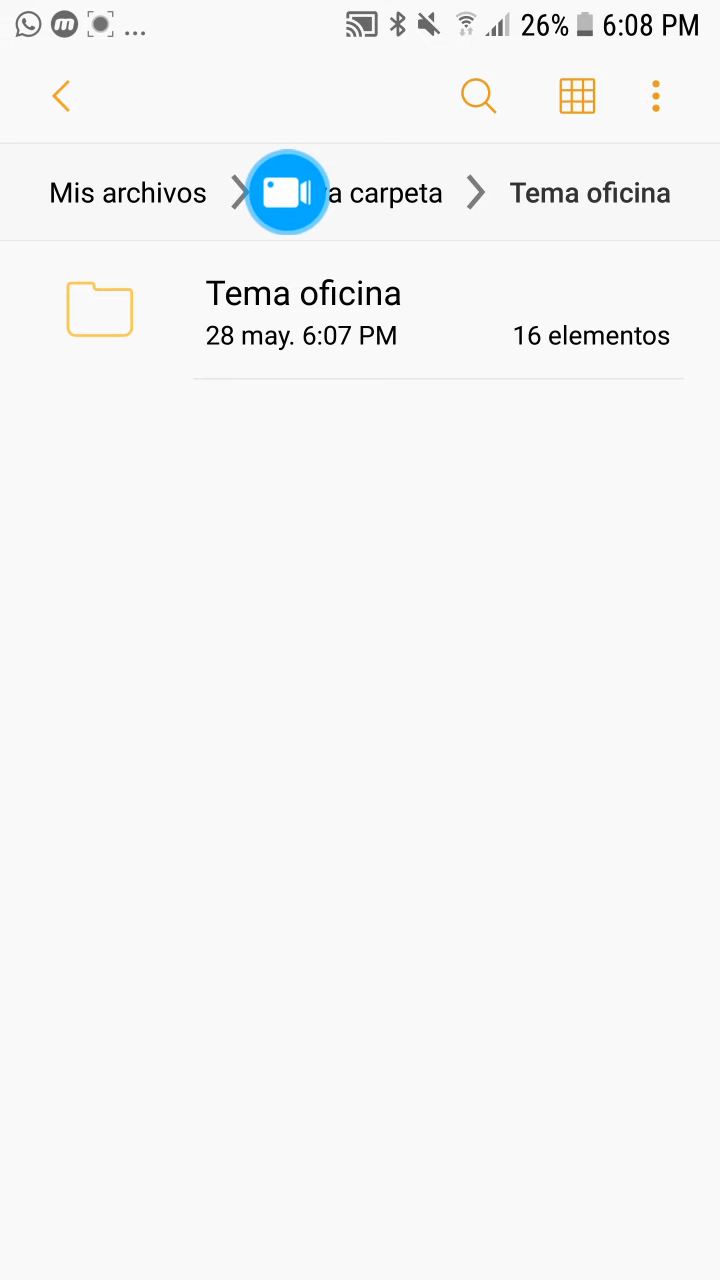 26% 6:08 PM
Mis archivos carpeta Tema oficina
Tema oficina
28 may. 6:07 PM 16 elementos